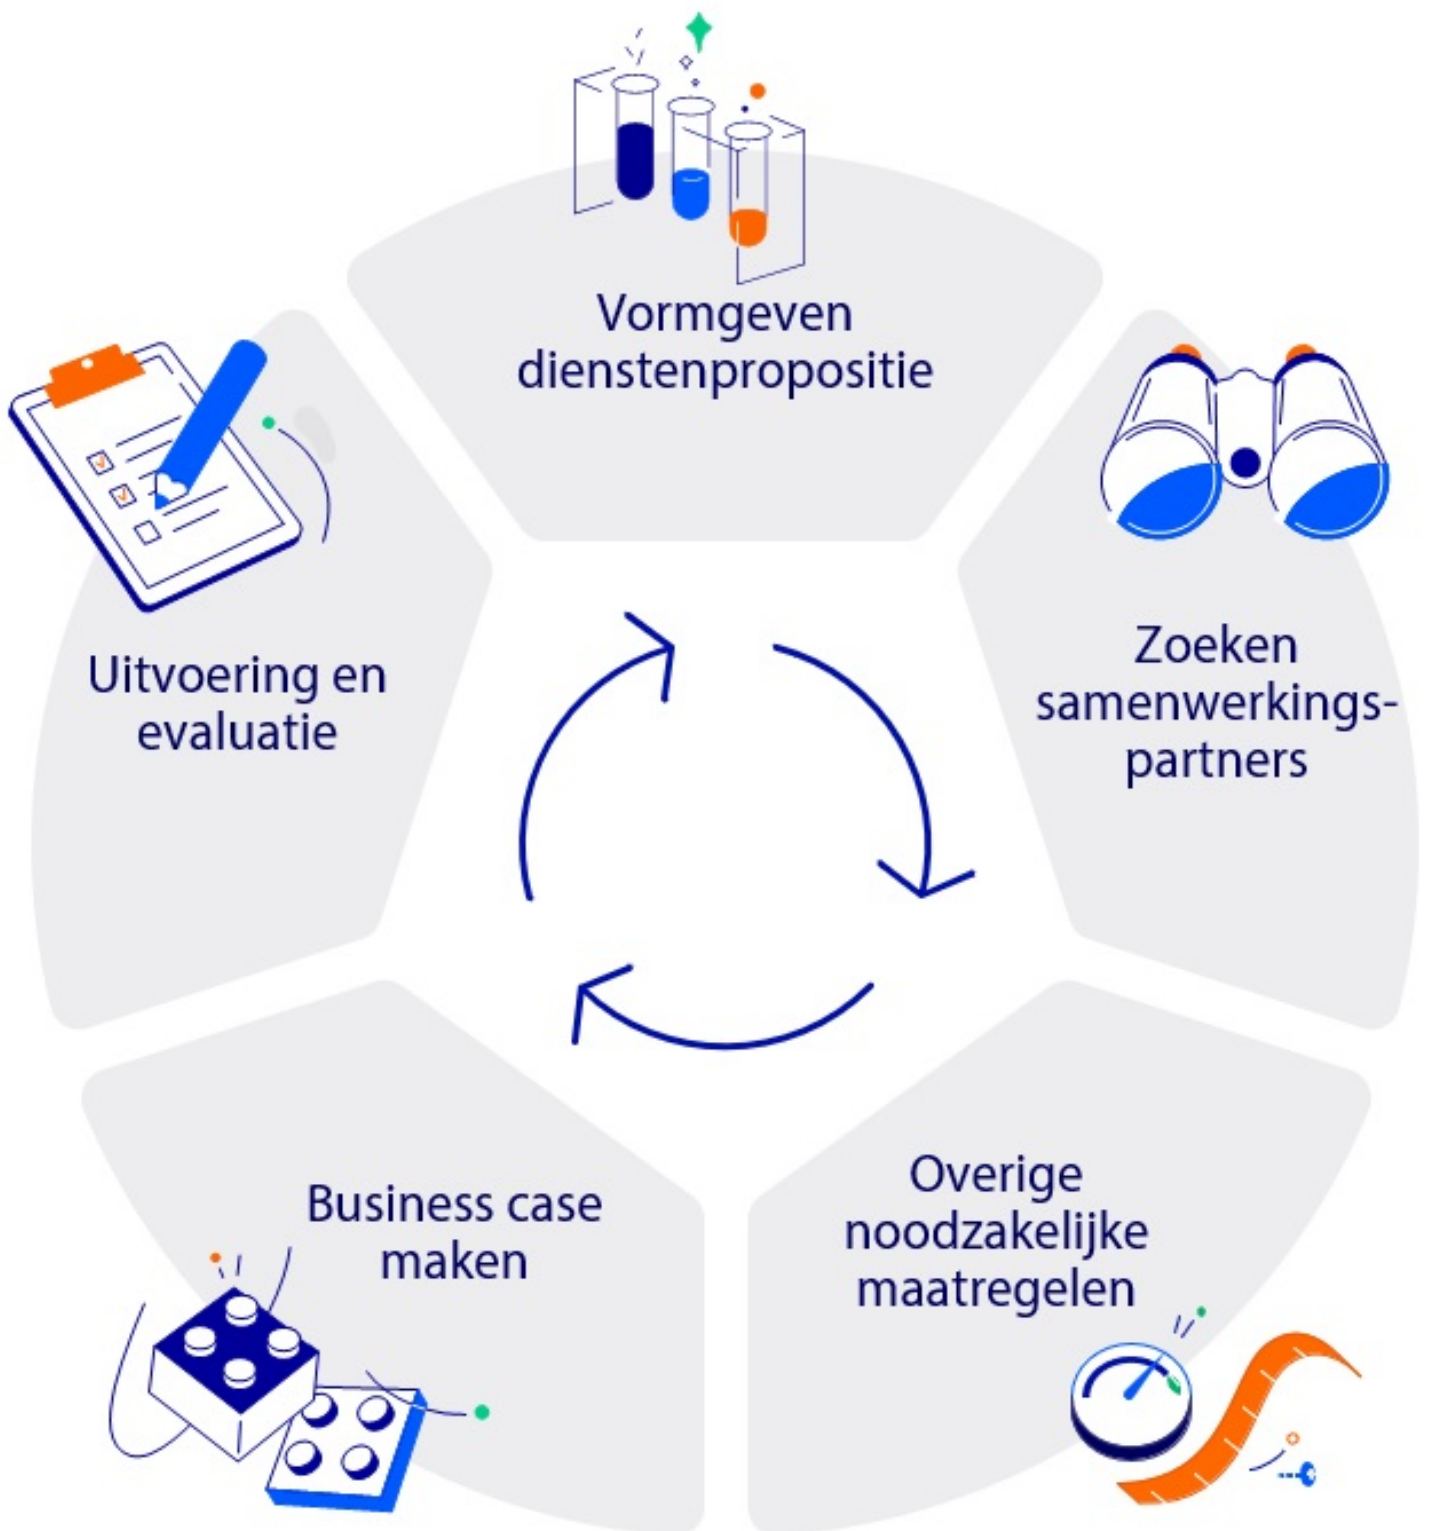 Vormgeven
dienstenpropositie
Zoeken
samenwerkings-
partners
Overige
noodzakelijke
maatregelen
Business case
maken
Uitvoering en
evaluatie